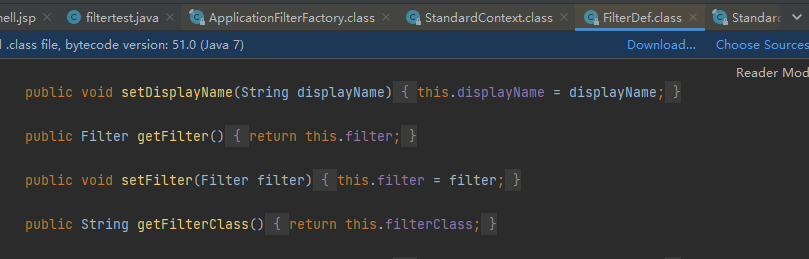 nell.jsp filtertest.java ApplicationFilterFactory.class StandardContext.class FilterDef.class Standard
.class file, bytecode version: 51.0 (Java 7) Download... Choose Sources
Reader Mod
public void setDisplayName(String displayName) { this.displayName = displayName; }
public Filter getFilter() { return this.filter; }
public void setFilter(Filter filter) { this.filter = filter; }
public String getFilterClass() { return this.filterClass; }